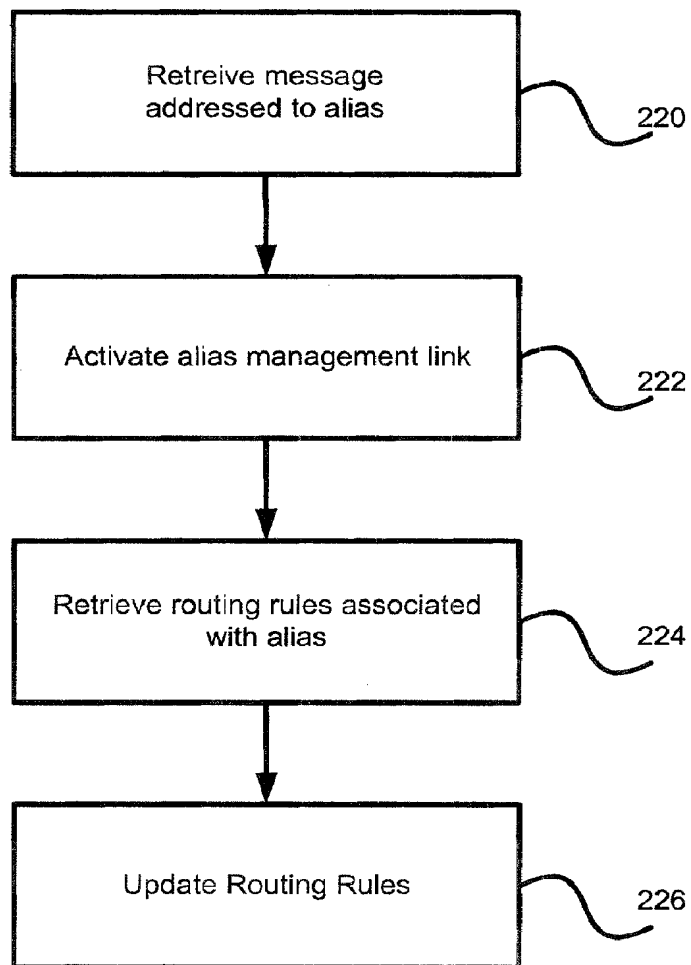 Retreive message
addressed to alias
220
Activate alias management link
222
Retrieve routing rules associated
with alias
224
Update Routing Rules
226